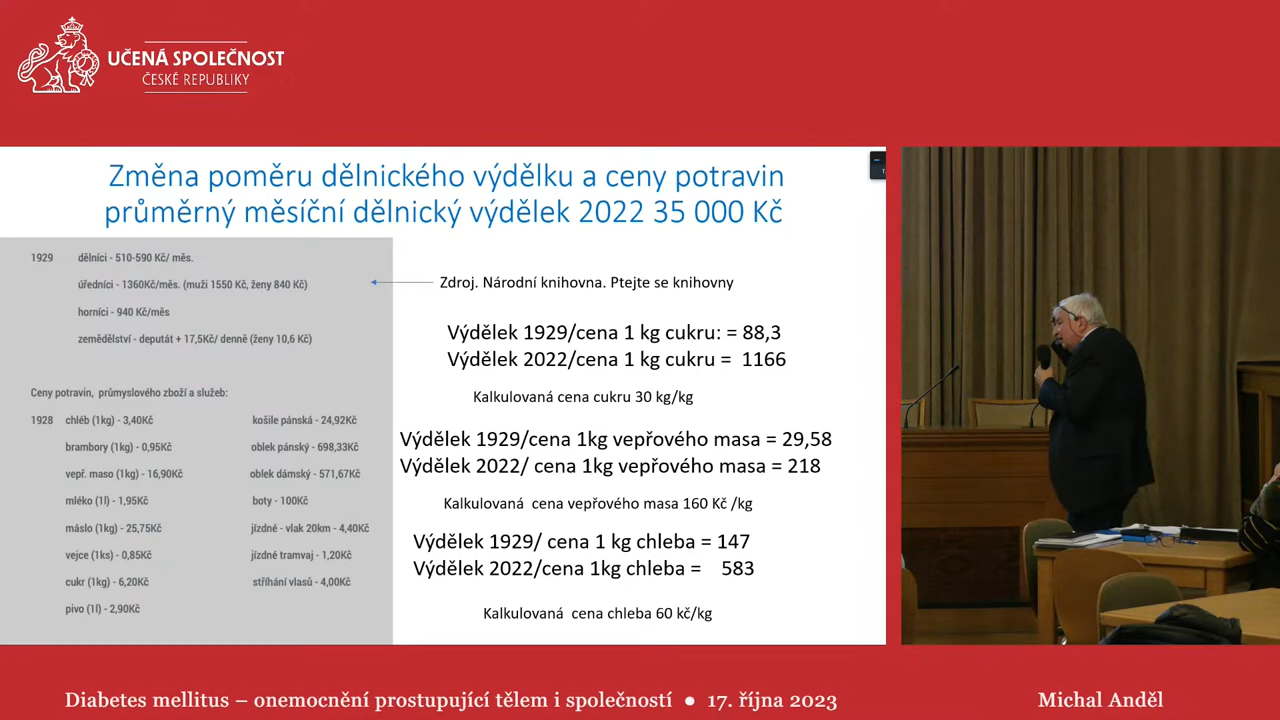 UČENÁ SPOLEČNOST
ČESKÉ REPUBLIKY
Změna poměru dělnického výdělku a ceny potravin
průměrný měsíční dělnický výdělek 2022 35 000 Kč
1929 dělníci - 510-590 Kč/ měs.
úředníci - 1360Kč/měs. (muži 1550 Kč, ženy 840 Kč)
horníci - 940 Kč/měs
zemědělství - deputát + 17,5Kč/ denně (ženy 10,6 Kč)
Ceny potravin, průmyslového zboží a služeb:
1928 chléb (1kg) - 3,40Kč košile pánská - 24,92Kč
brambory (1kg) - 0,95Kč oblek pánský - 698,33Kč
vepř. maso (1kg) - 16,90Kč oblek dámský - 571,67Kč
mléko (1l) - 1,95Kč boty - 100Kč
máslo (1kg) - 25,75Kč jízdné - vlak 20km - 4,40Kč
vejce (1ks) - 0,85Kč jízdné tramvaj - 1,20Kč
cukr (1kg) - 6,20Kč stříhání vlasů - 4,00Kč
pivo (1l) - 2,90Kč
Zdroj. Národní knihovna. Ptejte se knihovny
Výdělek 1929/cena 1 kg cukru: = 88,3
Výdělek 2022/cena 1 kg cukru = 1166
Kalkulovaná cena cukru 30 kg/kg
Výdělek 1929/cena 1kg vepřového masa = 29,58
Výdělek 2022/ cena 1kg vepřového masa = 218
Kalkulovaná cena vepřového masa 160 Kč /kg
Výdělek 1929/ cena 1 kg chleba = 147
Výdělek 2022/cena 1kg chleba = 583
Kalkulovaná cena chleba 60 kč/kg
Diabetes mellitus – onemocnění prostupující tělem i společností ● 17. října 2023
Michal Anděl